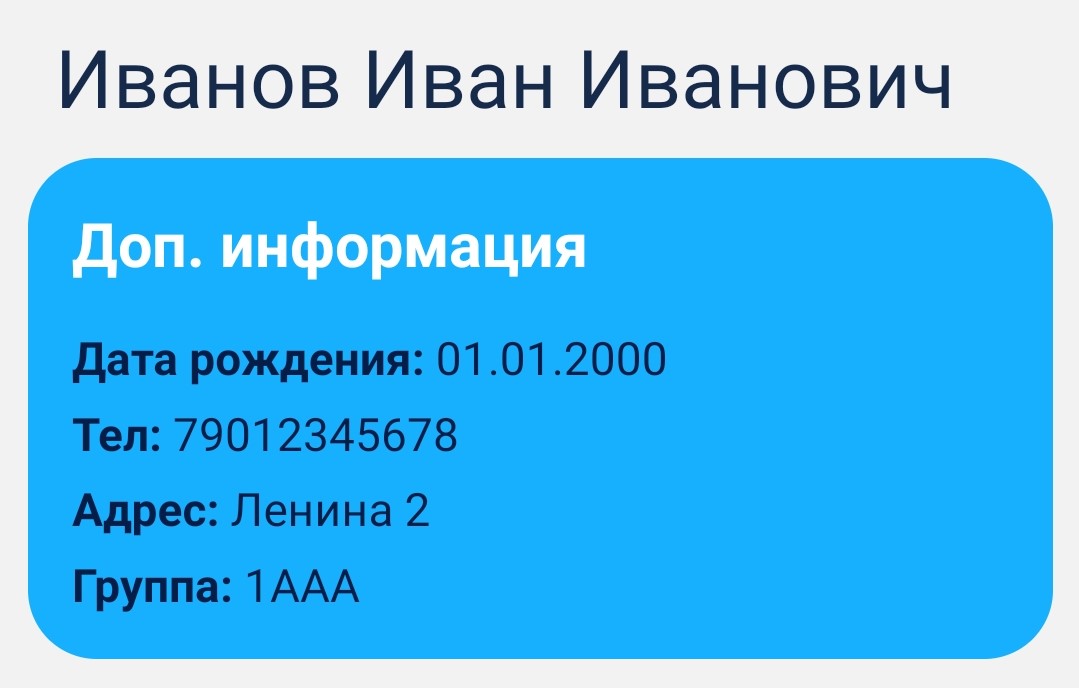 Иванов Иван Иванович
Доп. информация
Дата рождения: 01.01.2000
Тел: 79012345678
Адрес: Ленина 2
Группа: 1ААА